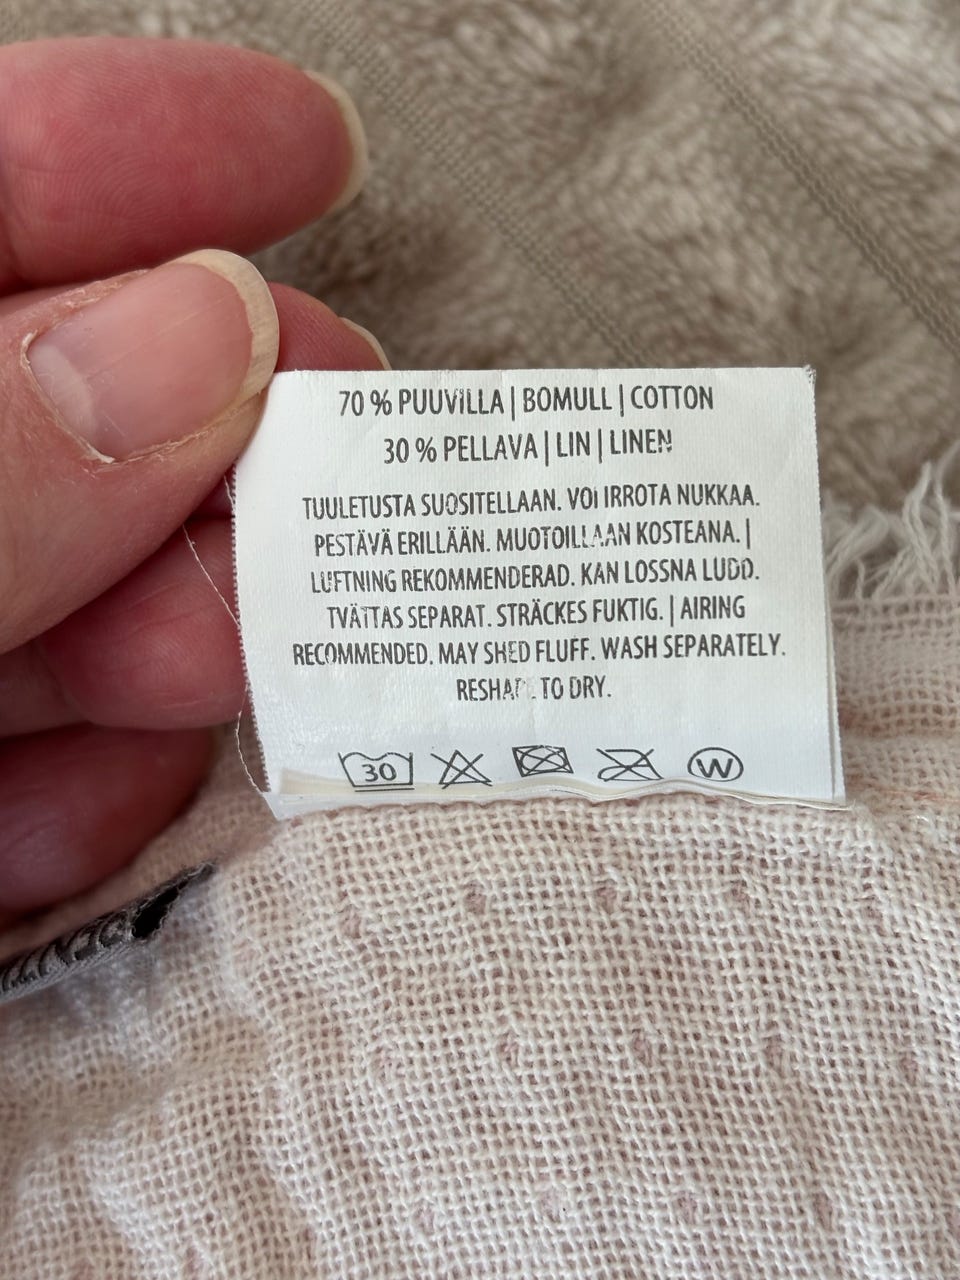 70 % PUUVILLA | BOMULL | COTTON
30 % PELLAVA | LIN | LINEN
TUULETUSTA SUOSITELLAAN. VOI IRROTA NUKKAA.
PESTÄVÄ ERILLÄÄN. MUOTOILLAAN KOSTEANA. |
LUFTNING REKOMMENDERAD. KAN LOSSNA LUDD.
TVÄTTAS SEPARAT. STRÄCKES FUKTIG. | AIRING
RECOMMENDED. MAY SHED FLUFF. WASH SEPARATELY.
RESHAPE TO DRY.
30 W